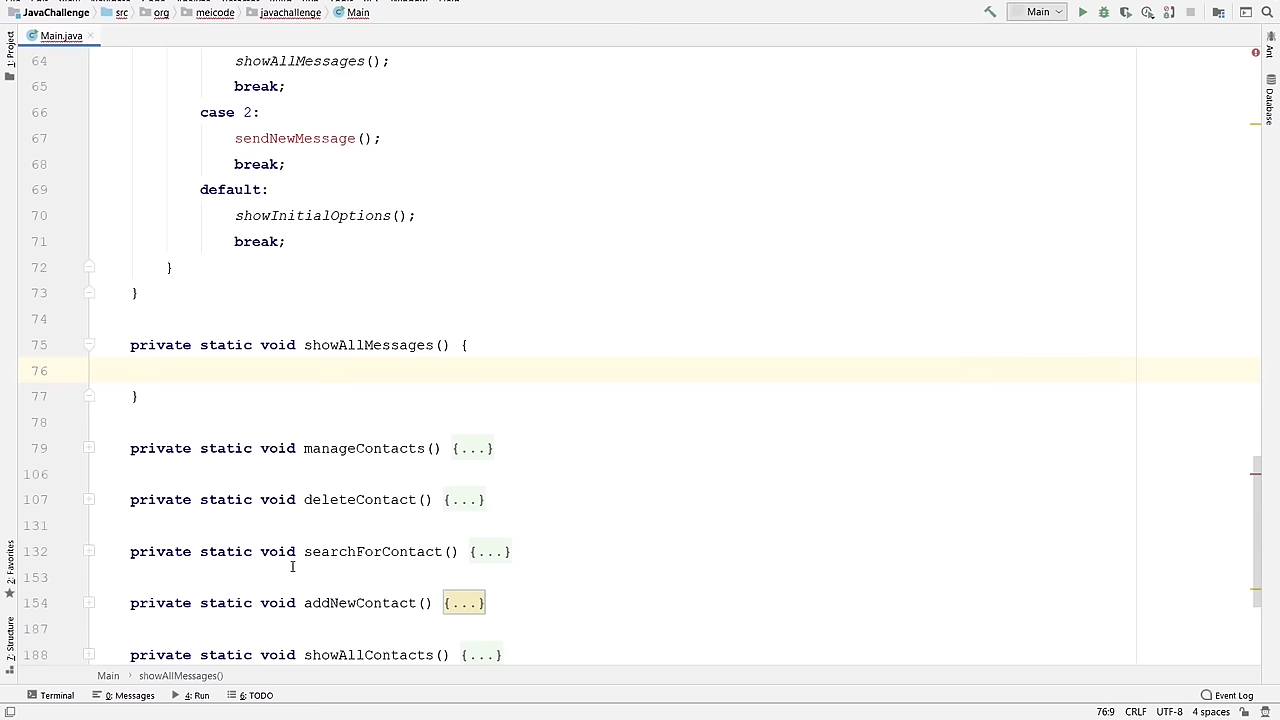 JavaChallenge src org meicode javachallenge Main Main
Main.java
1: Project
Ant
Database
2: Favorites
7: Structure
64 showAllMessages();
65 break;
66 case 2:
67 sendNewMessage();
68 break;
69 default:
70 showInitialOptions();
71 break;
72 }
73 }
74
75 private static void showAllMessages() {
76
77 }
78
79 private static void manageContacts() {...}
106
107 private static void deleteContact() {...}
131
132 private static void searchForContact() {...}
153
154 private static void addNewContact() {...}
187
188 private static void showAllContacts() {...}
Main › showAllMessages()
Terminal 0: Messages 4: Run 6: TODO Event Log
76:9 CRLF UTF-8 4 spaces